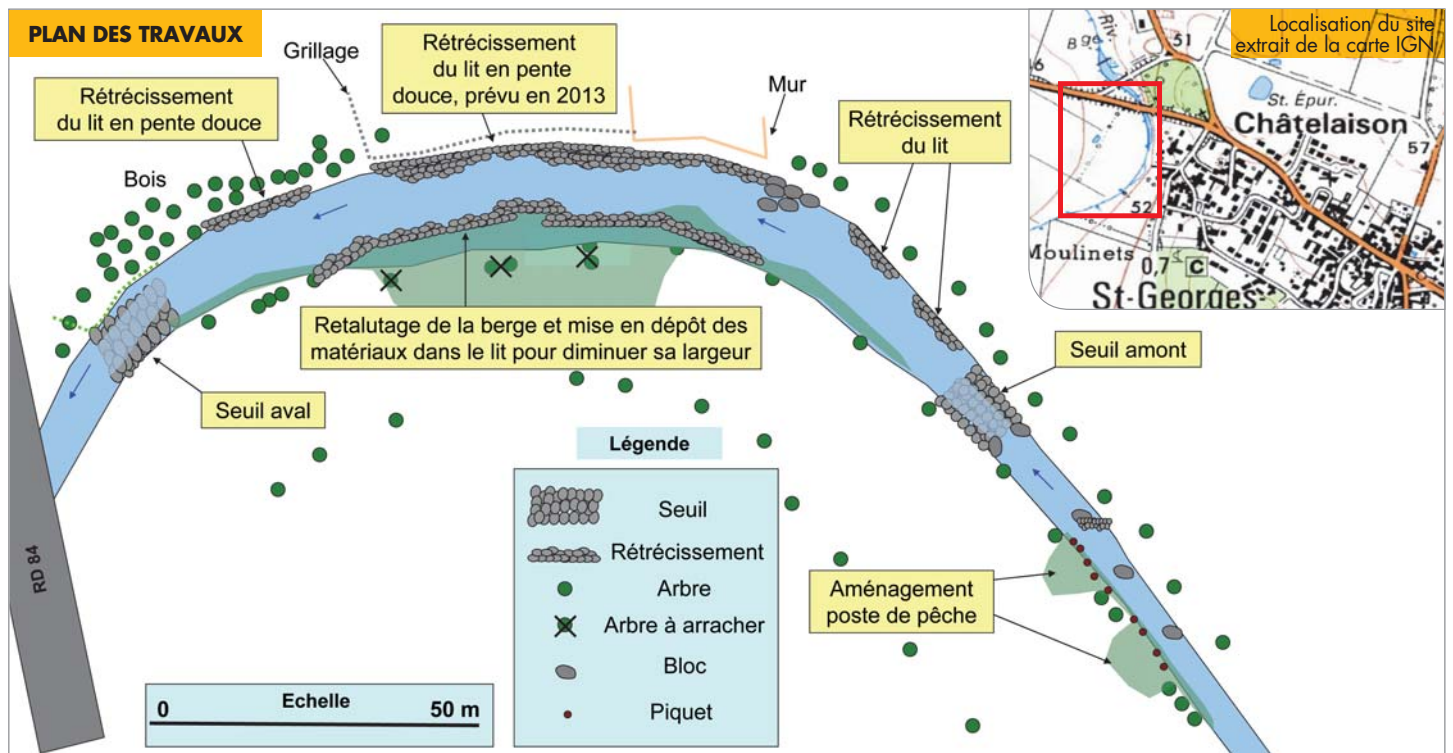 PLAN DES TRAVAUX
Grillage
Rétrécissement
du lit en pente
douce, prévu en 2013
Mur
Rétrécissement
du lit en pente douce
Rétrécissement
du lit
Bois
Retalutage de la berge et mise en dépôt des
matériaux dans le lit pour diminuer sa largeur
Seuil amont
Seuil aval
Aménagement
poste de pêche
RD 84
Légende
Seuil
Rétrécissement
Arbre
Arbre à arracher
Bloc
Piquet
Echelle
0 50 m
Localisation du site
extrait de la carte IGN
Riv.
Bge
51
6
St. Épur.
Châtelaison
57
52
Moulinets
0,7 C
St-Georges-